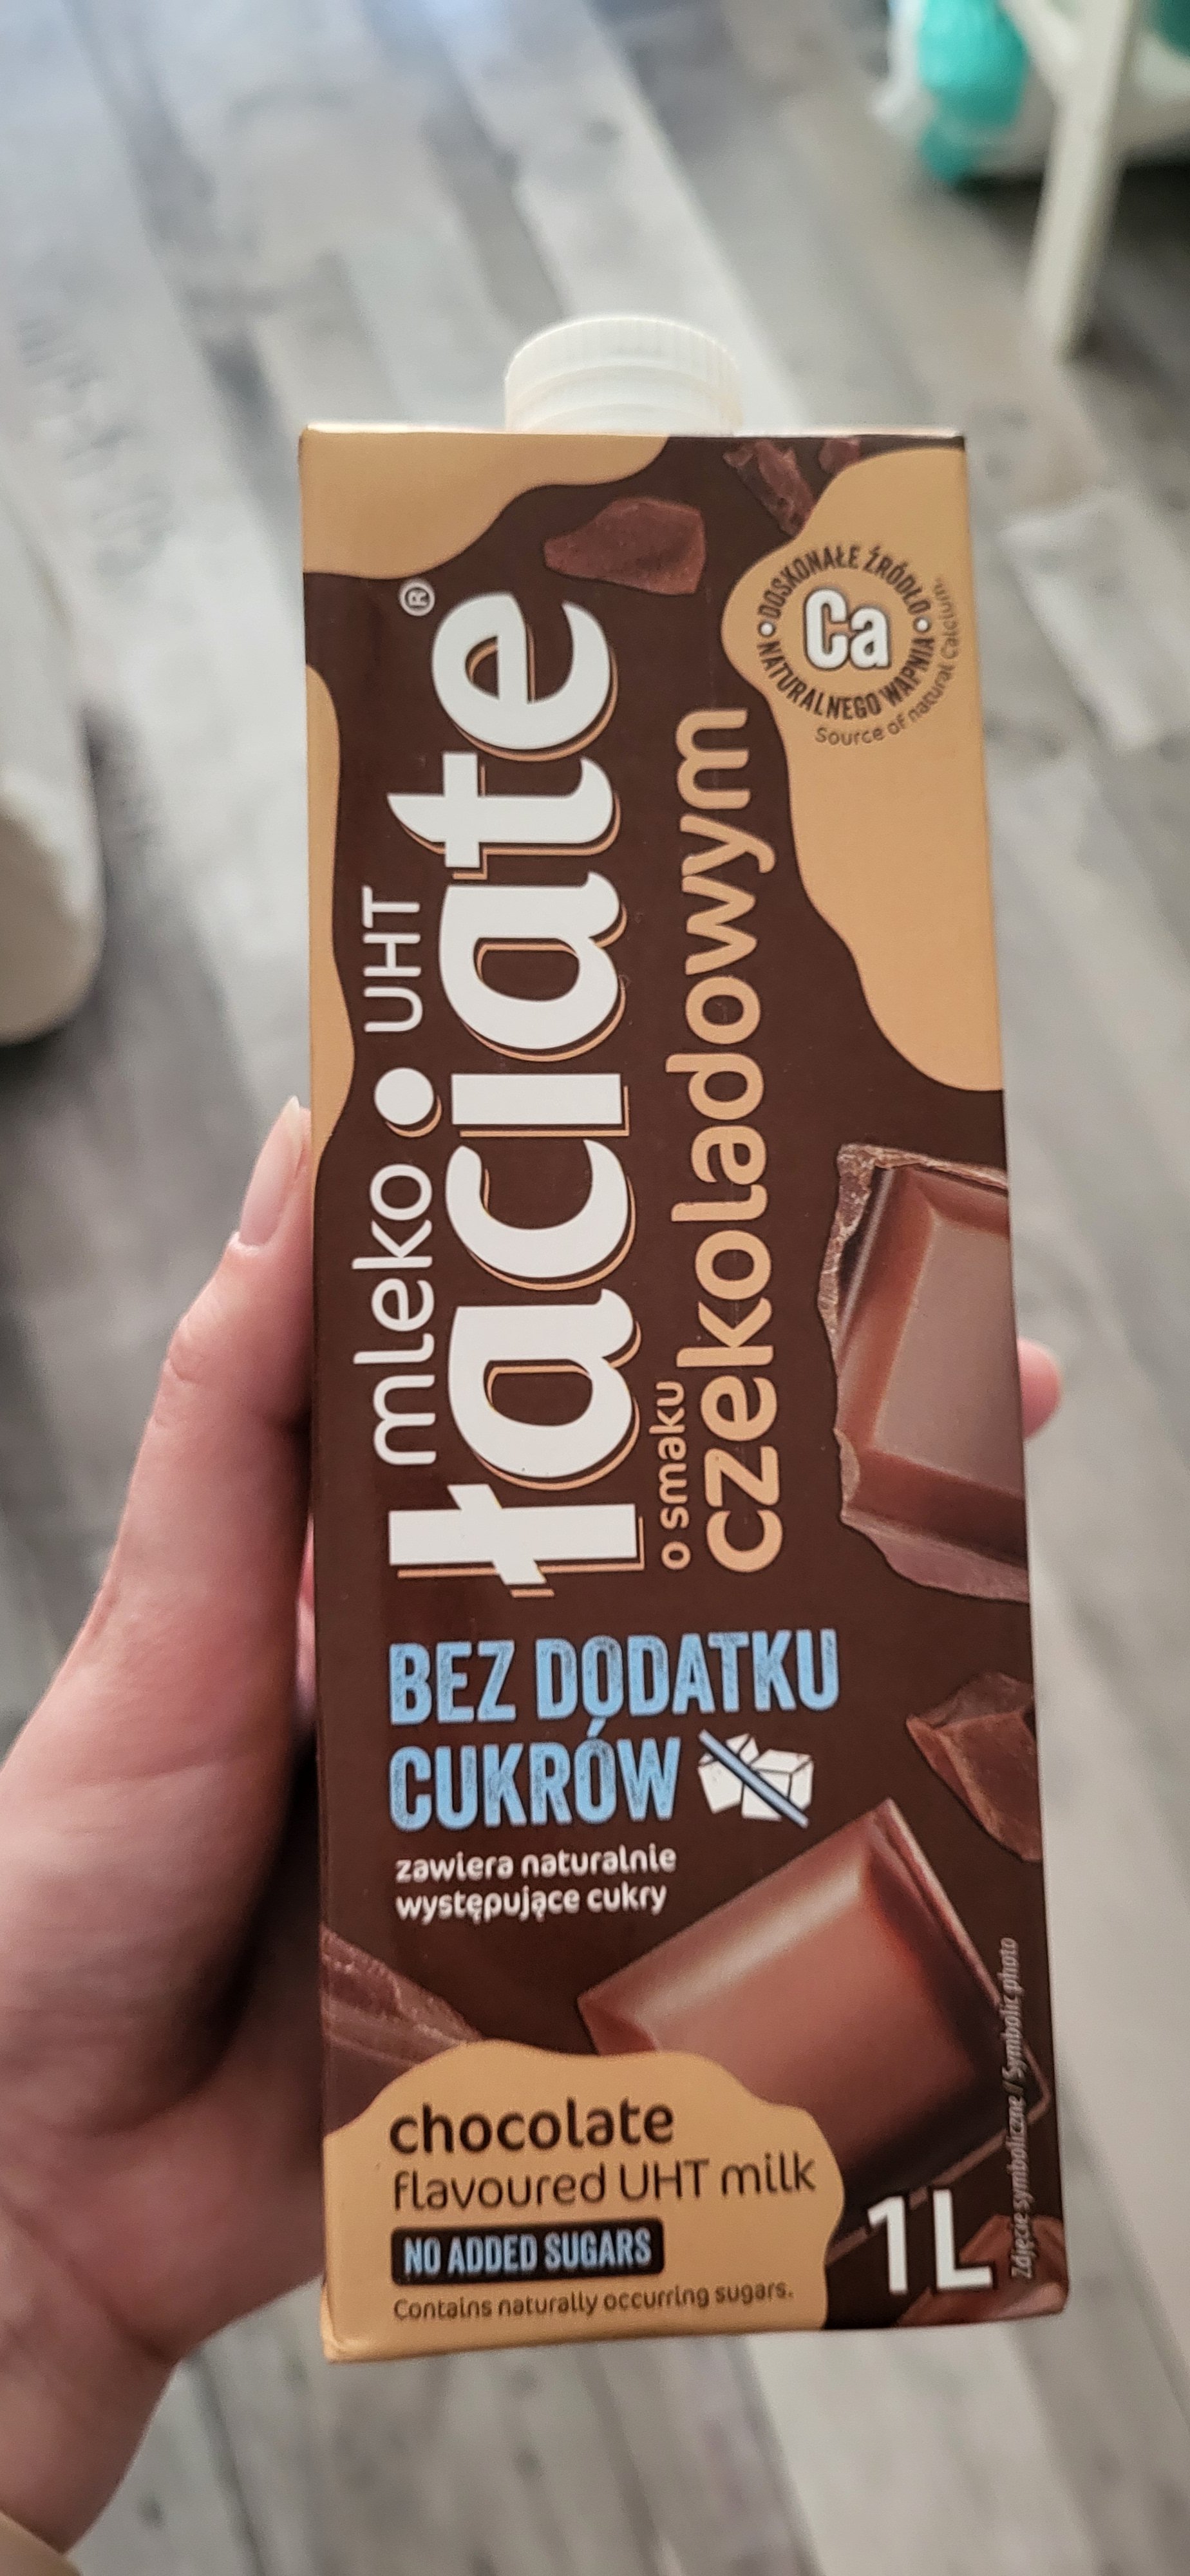 mleko UHT
łaciate®
o smaku
czekoladowym
DOSKONAŁE ŹRÓDŁO
NATURALNEGO WAPNIA
Ca
Source of natural Calcium
BEZ DODATKU
CUKRÓW
zawiera naturalnie
występujące cukry
chocolate
flavoured UHT milk
NO ADDED SUGARS
Contains naturally occurring sugars.
1L
Zdjęcie symboliczne / Symbolic photo